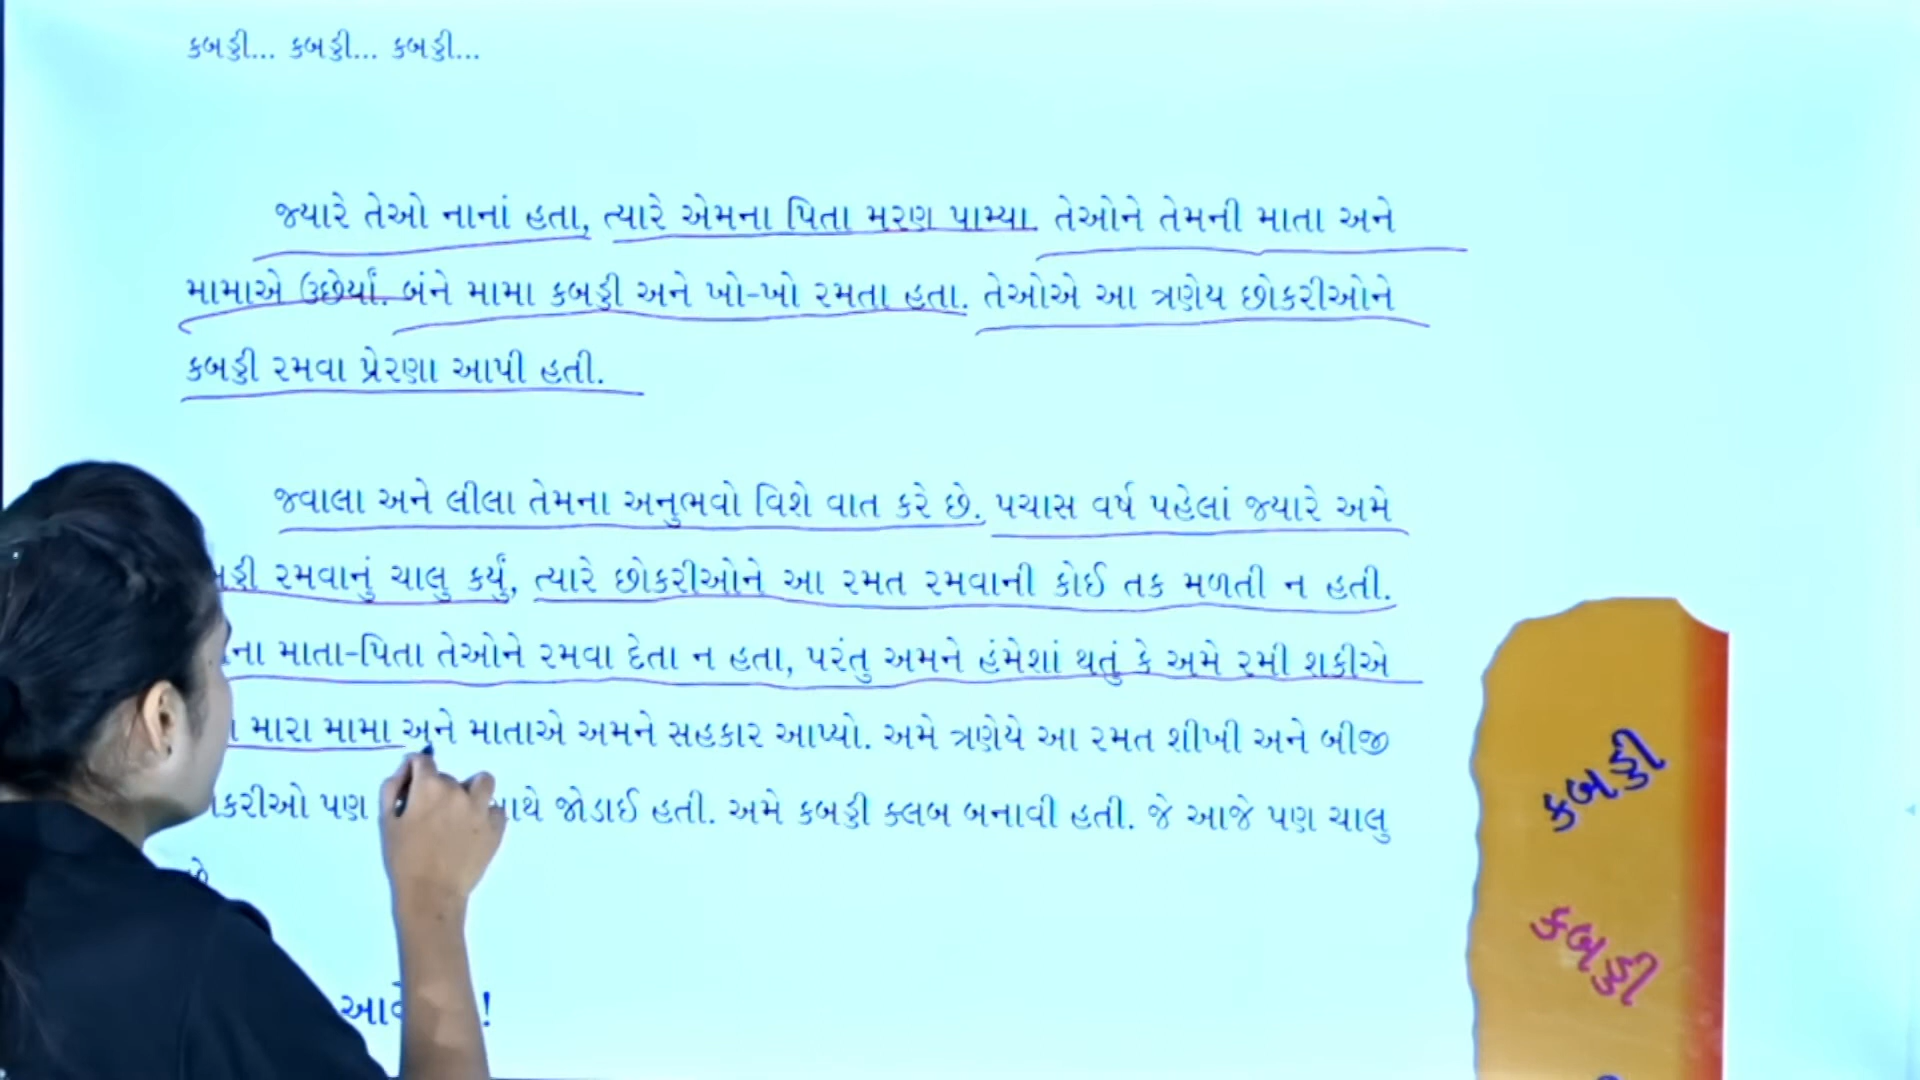 કબડ્ડી... કબડ્ડી... કબડ્ડી...
જ્યારે તેઓ નાનાં હતા, ત્યારે એમના પિતા મરણ પામ્યા. તેઓને તેમની માતા અને
મામાએ ઉછેર્યાં. બંને મામા કબડ્ડી અને ખો-ખો રમતા હતા. તેઓએ આ ત્રણેય છોકરીઓને
કબડ્ડી રમવા પ્રેરણા આપી હતી.
જ્વાલા અને લીલા તેમના અનુભવો વિશે વાત કરે છે. પચાસ વર્ષ પહેલાં જ્યારે અમે
રમવાનું ચાલુ કર્યું, ત્યારે છોકરીઓને આ રમત રમવાની કોઈ તક મળતી ન હતી.
માતા-પિતા તેઓને રમવા દેતા ન હતા, પરંતુ અમને હંમેશાં થતું કે અમે રમી શકીએ
મારા મામા અને માતાએ અમને સહકાર આપ્યો. અમે ત્રણેયે આ રમત શીખી અને બીજી
પણ જોડાઈ હતી. અમે કબડ્ડી ક્લબ બનાવી હતી. જે આજે પણ ચાલુ
કબડ્ડી
કબડ્ડી